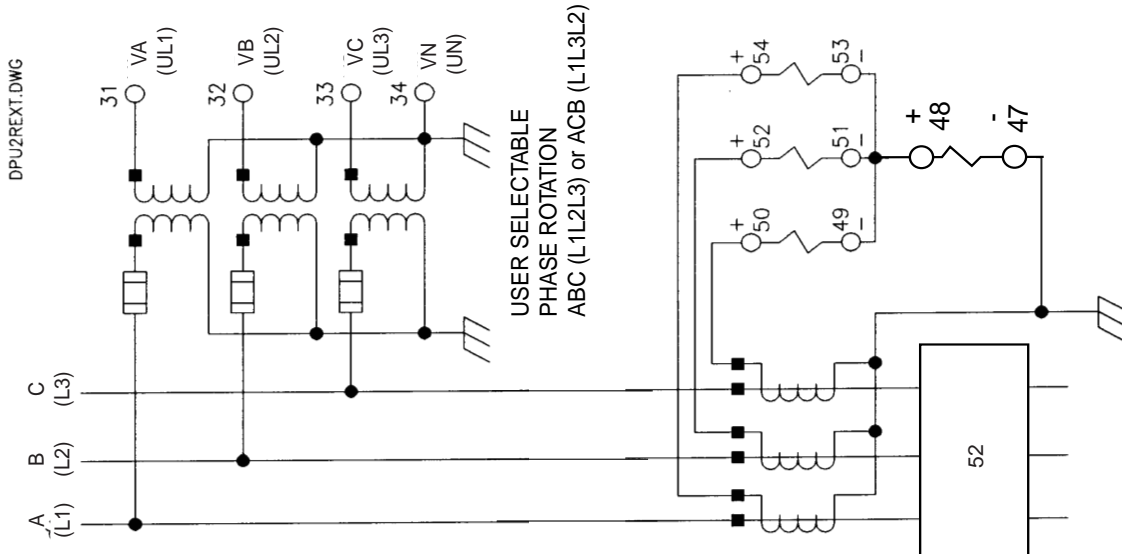 DPU2REXT.DWG
31
VA
(UL1)
32
VB
(UL2)
33
VC
(UL3)
34
VN
(UN)
USER SELECTABLE
PHASE ROTATION
ABC (L1L2L3) or ACB (L1L3L2)
+
54
53
-
+
52
51
-
+
50
49
-
+
48
-
47
C
(L3)
B
(L2)
A
(L1)
52